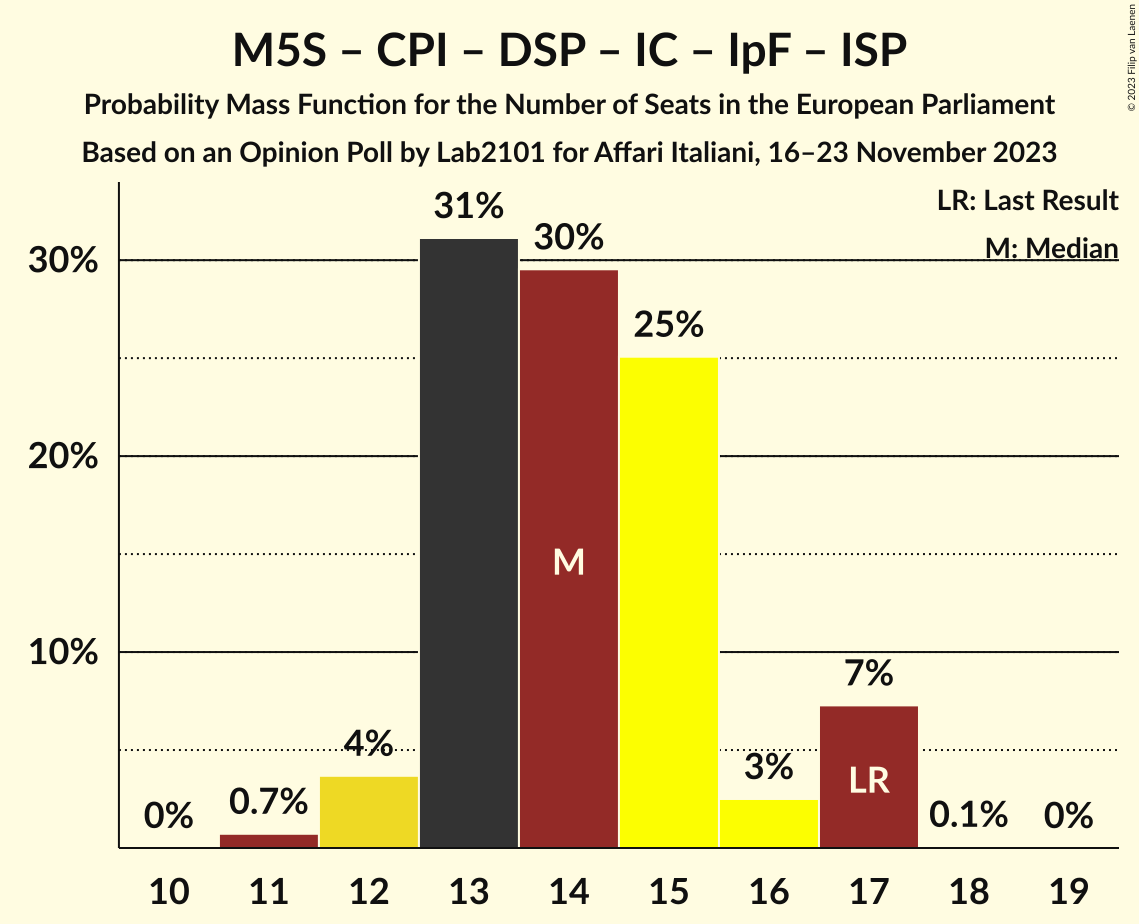 M5S – CPI – DSP – IC – IpF – ISP
Probability Mass Function for the Number of Seats in the European Parliament
Based on an Opinion Poll by Lab2101 for Affari Italiani, 16–23 November 2023
© 2023 Filip van Laenen
LR: Last Result
M: Median
30%
20%
10%
0%
0.7%
4%
31%
30%
25%
3%
7%
0.1%
0%
M
LR
10 11 12 13 14 15 16 17 18 19